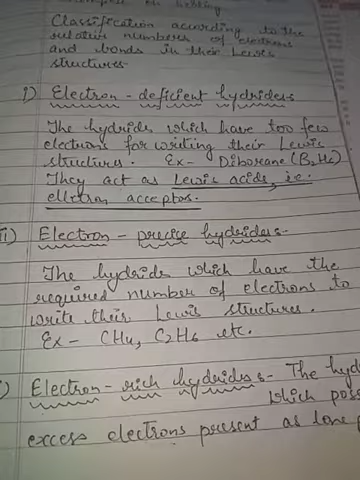 Classification according to the
relative numbers of electrons
and bonds in their Lewis
structures-
i) Electron - deficient hydrides-
The hydrides which have too few
electrons for writing their Lewis
structures. Ex- Diborane (B2H6)
They act as Lewis acids, i.e.
electron acceptos.
ii) Electron - precise hydrides-
The hydride which have the
required number of electrons to
write their Lewis structures.
Ex- CH4, C2H6 etc.
) Electron - rich hydrides- The hyd
which poss
excess electrons present as lone p